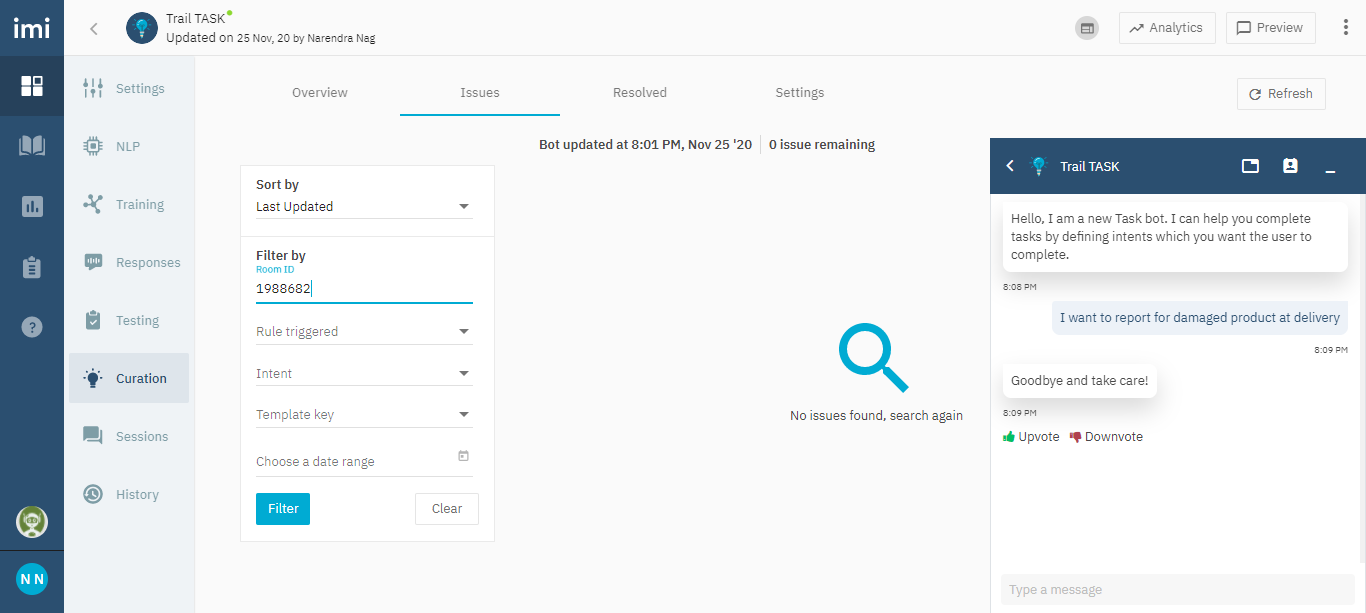 imi
Trail TASK
Updated on 25 Nov, 20 by Narendra Nag
Analytics
Preview
Settings
NLP
Training
Responses
Testing
Curation
Sessions
History
N N
Overview
Issues
Resolved
Settings
Refresh
Bot updated at 8:01 PM, Nov 25 '20
0 issue remaining
Sort by
Last Updated
Filter by
Room ID
1988682
Rule triggered
Intent
Template key
Choose a date range
Filter
Clear
No issues found, search again
Trail TASK
Hello, I am a new Task bot. I can help you complete
tasks by defining intents which you want the user to
complete.
8:08 PM
I want to report for damaged product at delivery
8:09 PM
Goodbye and take care!
8:09 PM
Upvote
Downvote
Type a message